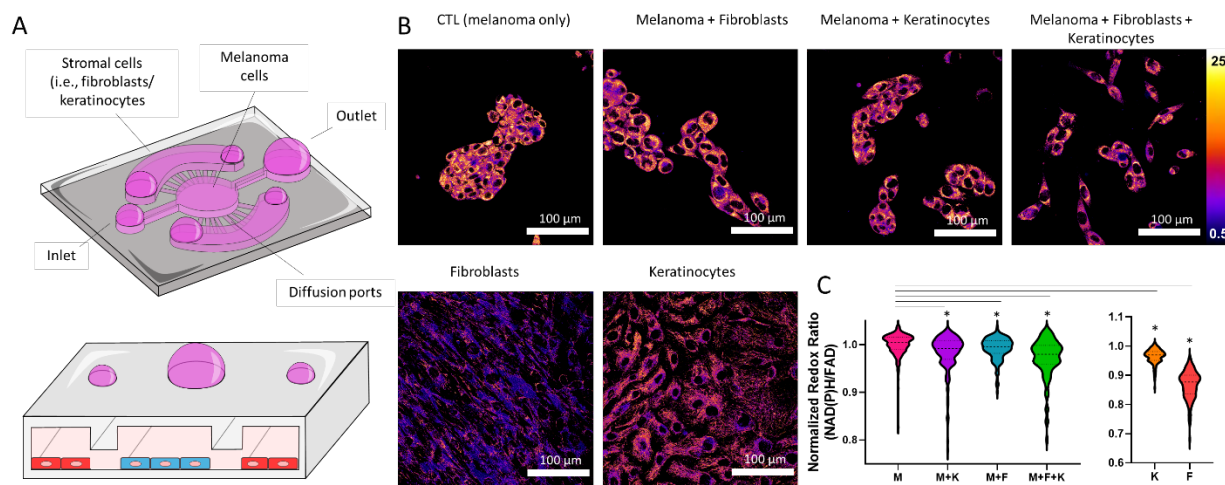 A
Stromal cells
(i.e., fibroblasts/
keratinocytes
Melanoma
cells
Outlet
Inlet
Diffusion ports
B
CTL (melanoma only)
Melanoma + Fibroblasts
Melanoma + Keratinocytes
Melanoma + Fibroblasts +
Keratinocytes
100 µm
100 µm
100 µm
100 µm
25
0.5
Fibroblasts
Keratinocytes
100 µm
100 µm
C
Normalized Redox Ratio
(NAD(P)H/FAD)
1.0
0.9
0.8
* * *
M M+K M+F M+F+K
1.1
1.0
0.9
0.8
0.7
0.6
* *
K F